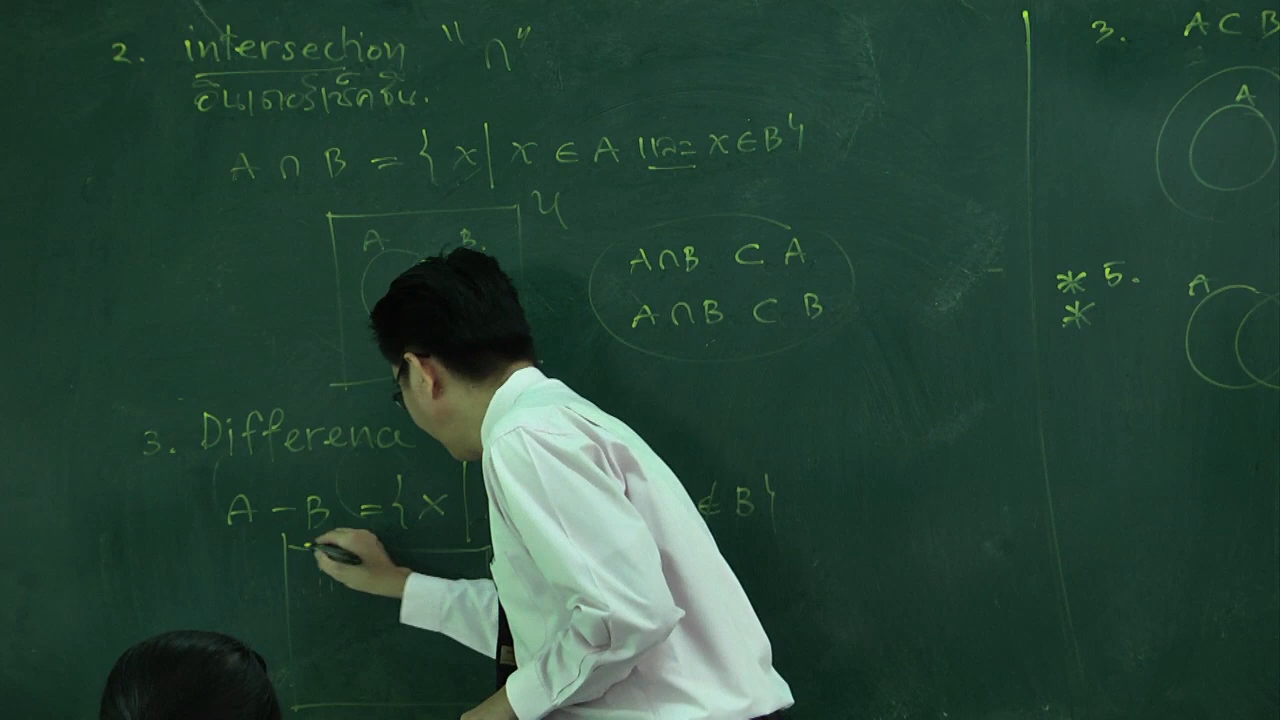 2. intersection "∩"
อินเตอร์เซ็คชัน.
A ∩ B = { x | x ∈ A และ x ∈ B }
U
A B
A∩B ⊂ A
A∩B ⊂ B
3. Differenc
A - B = { x | ∉ B }
3. A ⊂ B
A
** 5.
A